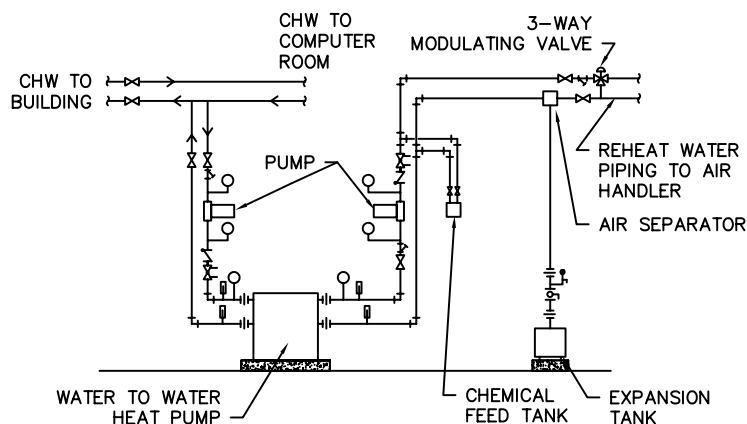 CHW TO
COMPUTER
ROOM
3-WAY
MODULATING VALVE
CHW TO
BUILDING
PUMP
REHEAT WATER
PIPING TO AIR
HANDLER
AIR SEPARATOR
WATER TO WATER
HEAT PUMP
CHEMICAL
FEED TANK
EXPANSION
TANK